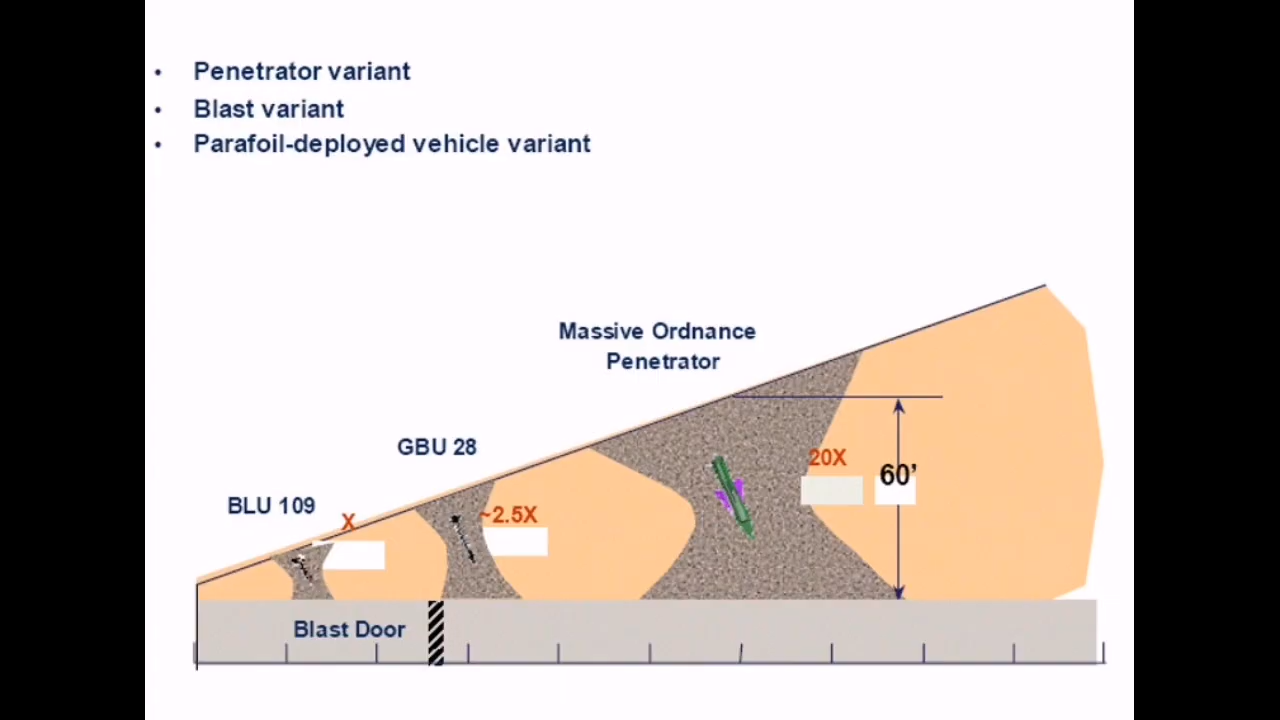 • Penetrator variant
• Blast variant
• Parafoil-deployed vehicle variant
Massive Ordnance
Penetrator
GBU 28
BLU 109
X
~2.5X
20X
60’
Blast Door